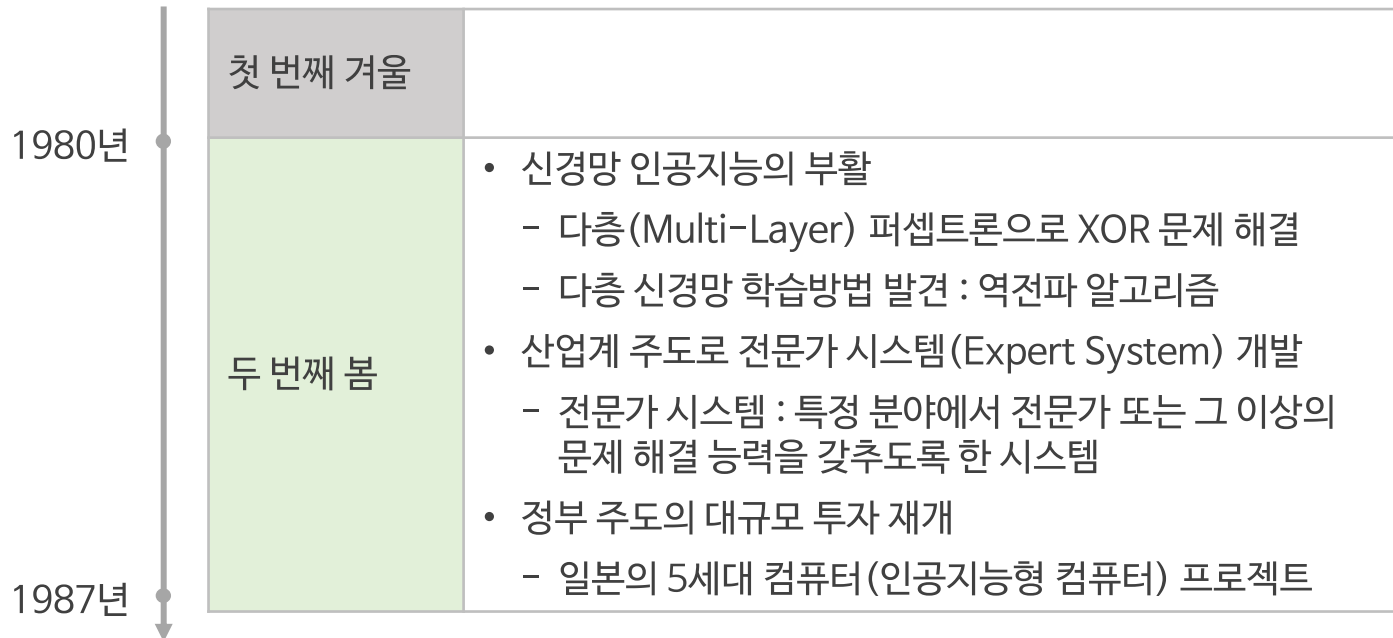 첫 번째 겨울
1980년
두 번째 봄
• 신경망 인공지능의 부활
- 다층(Multi-Layer) 퍼셉트론으로 XOR 문제 해결
- 다층 신경망 학습방법 발견 : 역전파 알고리즘
• 산업계 주도로 전문가 시스템(Expert System) 개발
- 전문가 시스템 : 특정 분야에서 전문가 또는 그 이상의
문제 해결 능력을 갖추도록 한 시스템
• 정부 주도의 대규모 투자 재개
- 일본의 5세대 컴퓨터(인공지능형 컴퓨터) 프로젝트
1987년